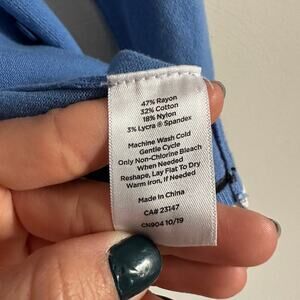 47% Rayon
32% Cotton
18% Nylon
3% Lycra ® Spandex
Machine Wash Cold
Gentle Cycle
Only Non-Chlorine Bleach
When Needed
Reshape, Lay Flat To Dry
Warm Iron, If Needed
Made in China
CA# 23147
CN904 10/19